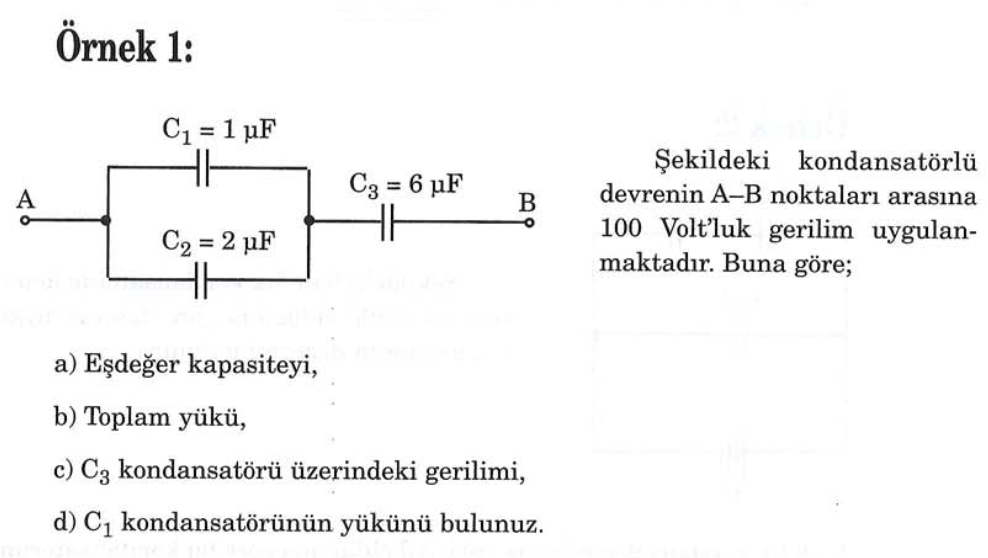 Örnek 1:
C₁ = 1 µF
C₃ = 6 µF
A
B
C₂ = 2 µF
Şekildeki kondansatörlü
devrenin A–B noktaları arasına
100 Volt'luk gerilim uygulan-
maktadır. Buna göre;
a) Eşdeğer kapasiteyi,
b) Toplam yükü,
c) C₃ kondansatörü üzerindeki gerilimi,
d) C₁ kondansatörünün yükünü bulunuz.